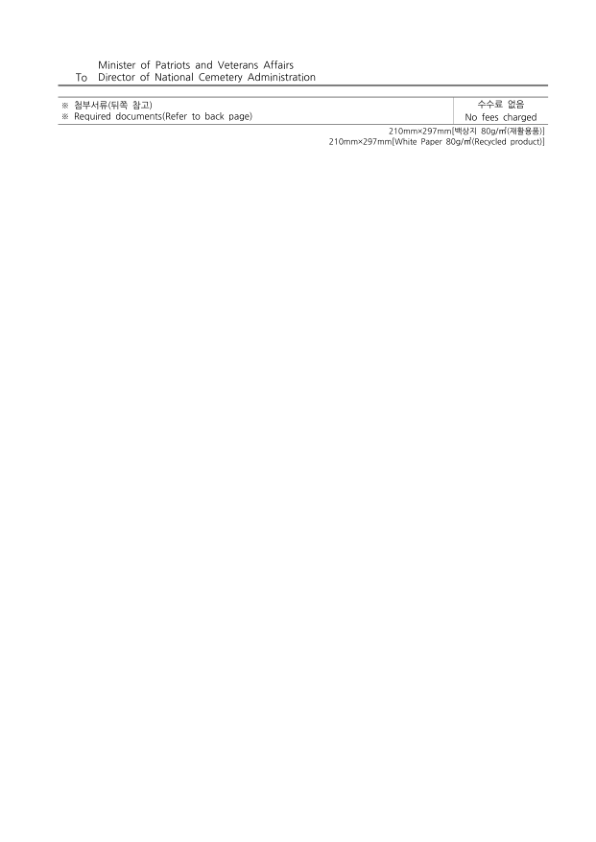 Minister of Patriots and Veterans Affairs
To Director of National Cemetery Administration
※ 첨부서류(뒤쪽 참고)
※ Required documents(Refer to back page)
수수료 없음
No fees charged
210mm×297mm[백상지 80g/㎡(재활용품)]
210mm×297mm[White Paper 80g/㎡(Recycled product)]